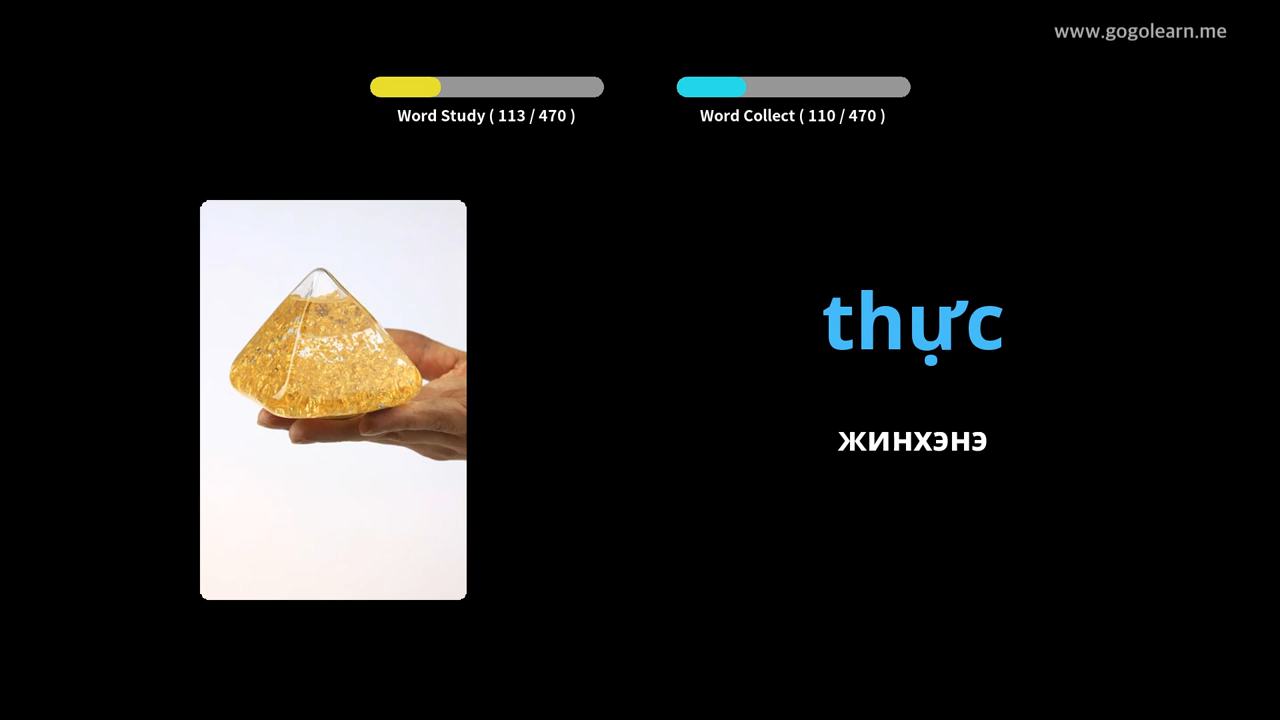 www.gogolearn.me
Word Study ( 113 / 470 )
Word Collect ( 110 / 470 )
thực
жинхэнэ